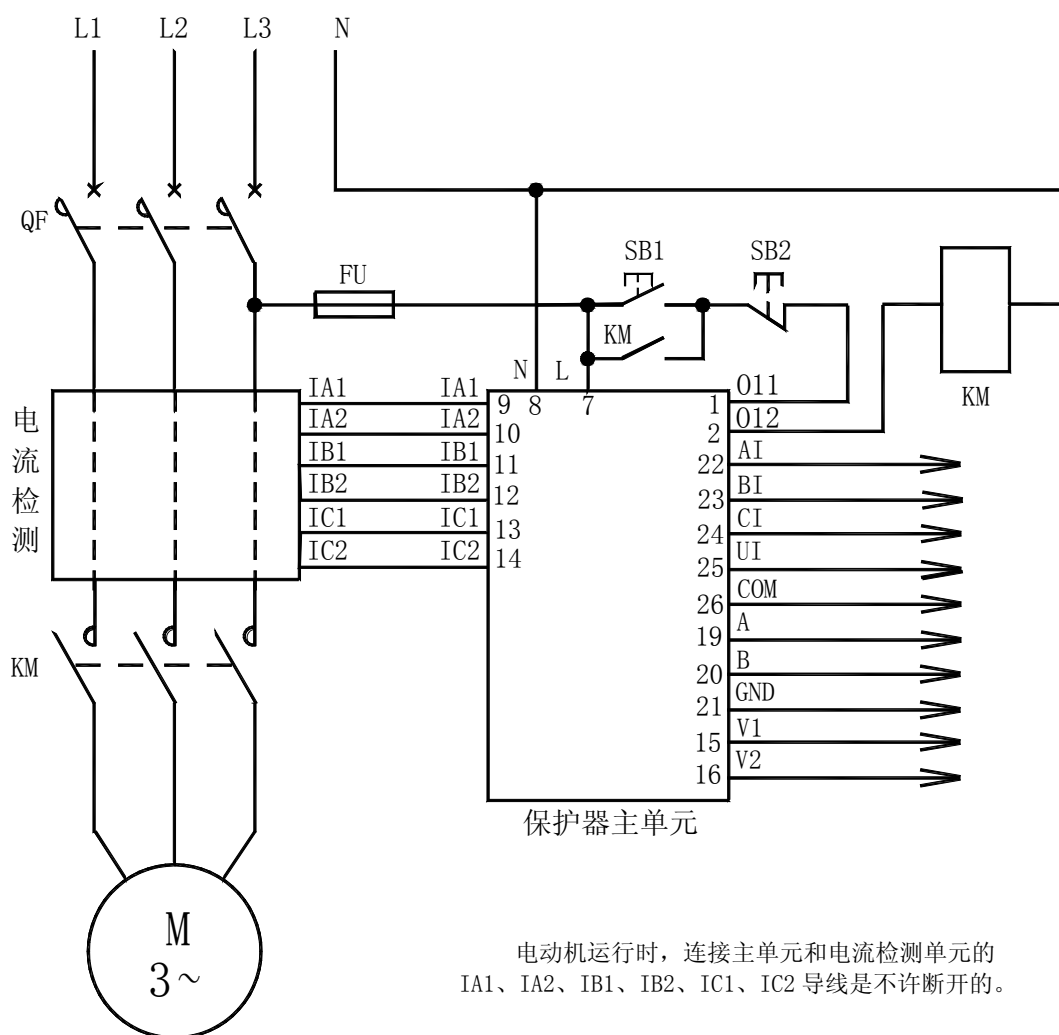 L1 L2 L3 N
QF
FU
SB1 SB2
KM
N L
KM
电流检测
IA1 IA1 9 8 7 1 O11
IA2 IA2 10 2 O12
IB1 IB1 11 22 AI
IB2 IB2 12 23 BI
IC1 IC1 13 24 CI
IC2 IC2 14 25 UI
26 COM
19 A
20 B
21 GND
15 V1
16 V2
KM
保护器主单元
M
3~
电动机运行时，连接主单元和电流检测单元的
IA1、IA2、IB1、IB2、IC1、IC2 导线是不许断开的。